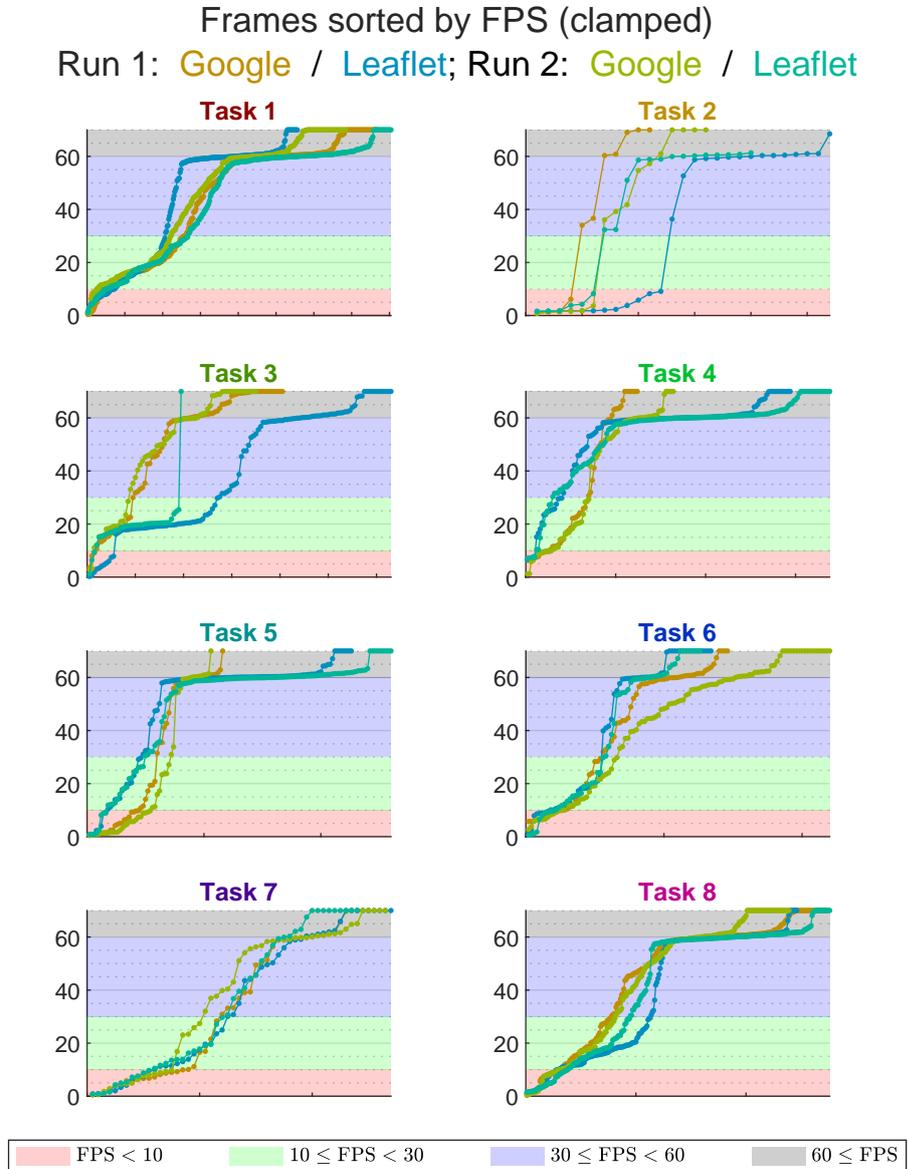 Frames sorted by FPS (clamped)
Run 1: Google / Leaflet; Run 2: Google / Leaflet
Task 1
Task 2
60
40
20
0
60
40
20
0
Task 3
Task 4
60
40
20
0
60
40
20
0
Task 5
Task 6
60
40
20
0
60
40
20
0
Task 7
Task 8
60
40
20
0
60
40
20
0
FPS < 10
10 ≤ FPS < 30
30 ≤ FPS < 60
60 ≤ FPS